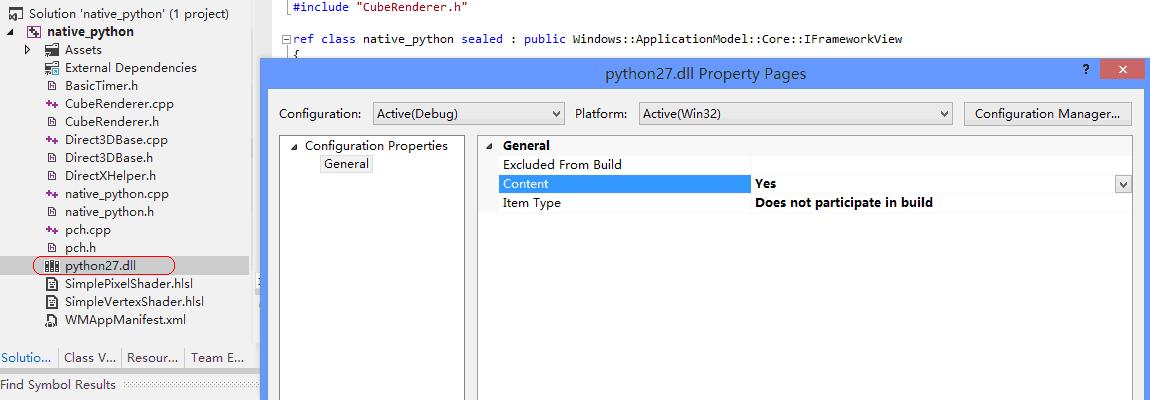 Solution 'native_python' (1 project)
native_python
Assets
External Dependencies
BasicTimer.h
CubeRenderer.cpp
CubeRenderer.h
Direct3DBase.cpp
Direct3DBase.h
DirectXHelper.h
native_python.cpp
native_python.h
pch.cpp
pch.h
python27.dll
SimplePixelShader.hlsl
SimpleVertexShader.hlsl
WMAppManifest.xml
Solutio... Class V... Resour... Team E...
Find Symbol Results
#include "CubeRenderer.h"
ref class native_python sealed : public Windows::ApplicationModel::Core::IFrameworkView
{
python27.dll Property Pages
? x
Configuration: Active(Debug) Platform: Active(Win32) Configuration Manager...
Configuration Properties
General
General
Excluded From Build
Content Yes
Item Type Does not participate in build